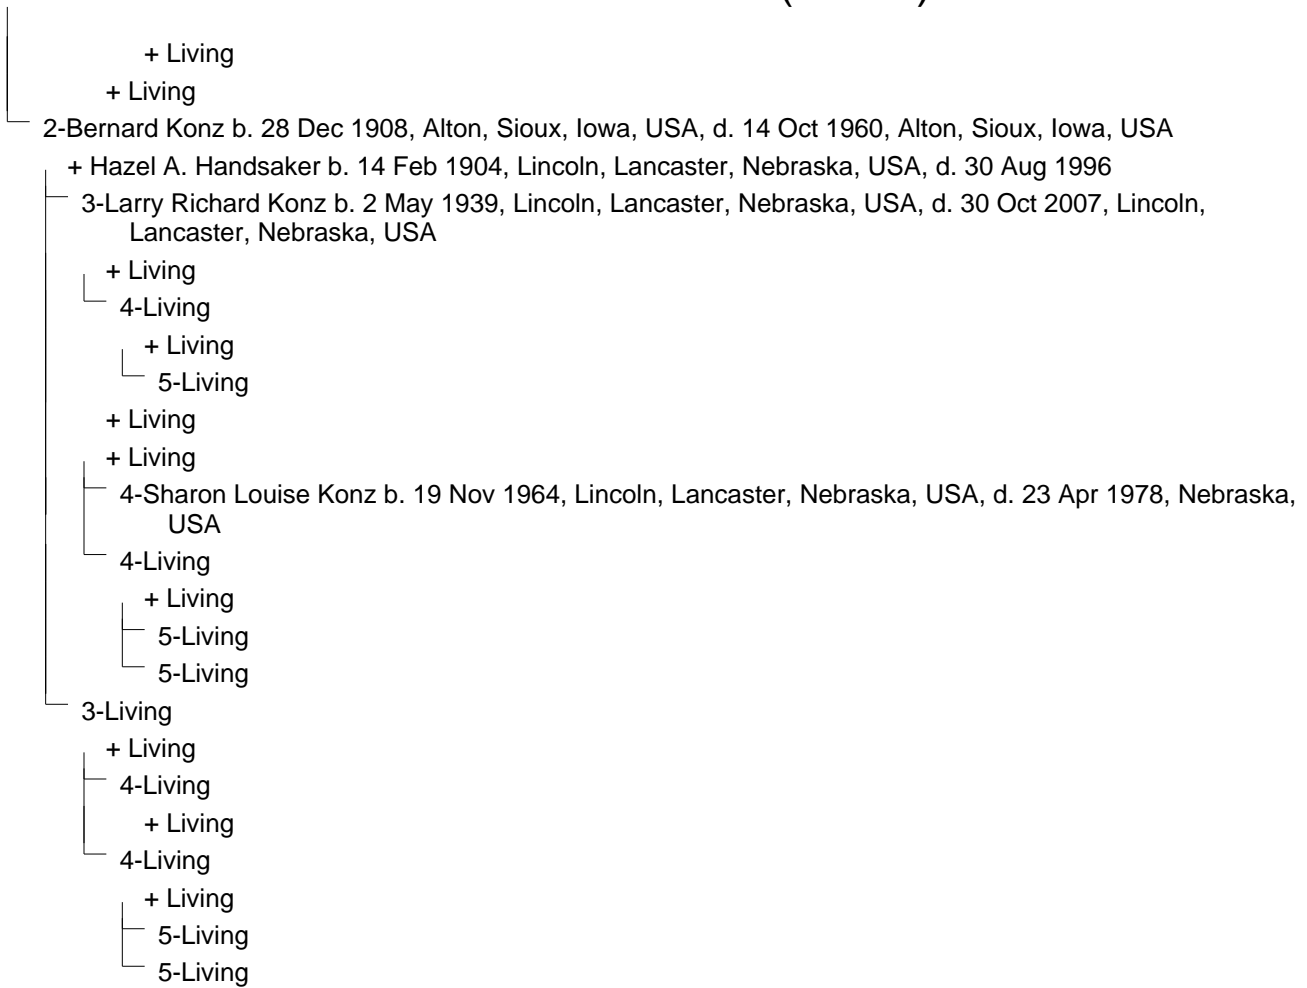 + Living
+ Living
2-Bernard Konz b. 28 Dec 1908, Alton, Sioux, Iowa, USA, d. 14 Oct 1960, Alton, Sioux, Iowa, USA
+ Hazel A. Handsaker b. 14 Feb 1904, Lincoln, Lancaster, Nebraska, USA, d. 30 Aug 1996
3-Larry Richard Konz b. 2 May 1939, Lincoln, Lancaster, Nebraska, USA, d. 30 Oct 2007, Lincoln,
Lancaster, Nebraska, USA
+ Living
4-Living
+ Living
5-Living
+ Living
+ Living
4-Sharon Louise Konz b. 19 Nov 1964, Lincoln, Lancaster, Nebraska, USA, d. 23 Apr 1978, Nebraska,
USA
4-Living
+ Living
5-Living
5-Living
3-Living
+ Living
4-Living
+ Living
4-Living
+ Living
5-Living
5-Living